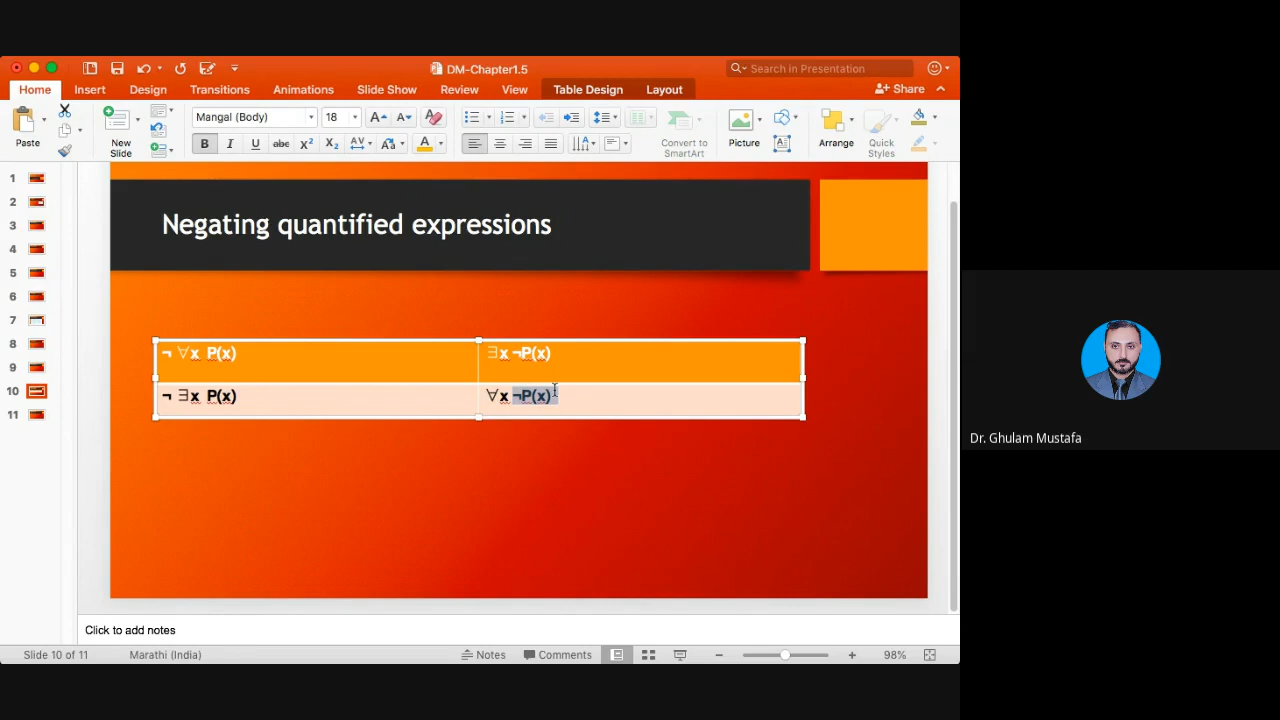 DM-Chapter1.5
Search in Presentation
Home Insert Design Transitions Animations Slide Show Review View Table Design Layout Share
Mangal (Body) 18
Paste New Slide Convert to SmartArt Picture Arrange Quick Styles
1
2
3
4
5
6
7
8
9
10
11
Negating quantified expressions
¬ ∀x P(x) ∃x ¬P(x)
¬ ∃x P(x) ∀x ¬P(x)
Dr. Ghulam Mustafa
Click to add notes
Slide 10 of 11 Marathi (India) Notes Comments 98%